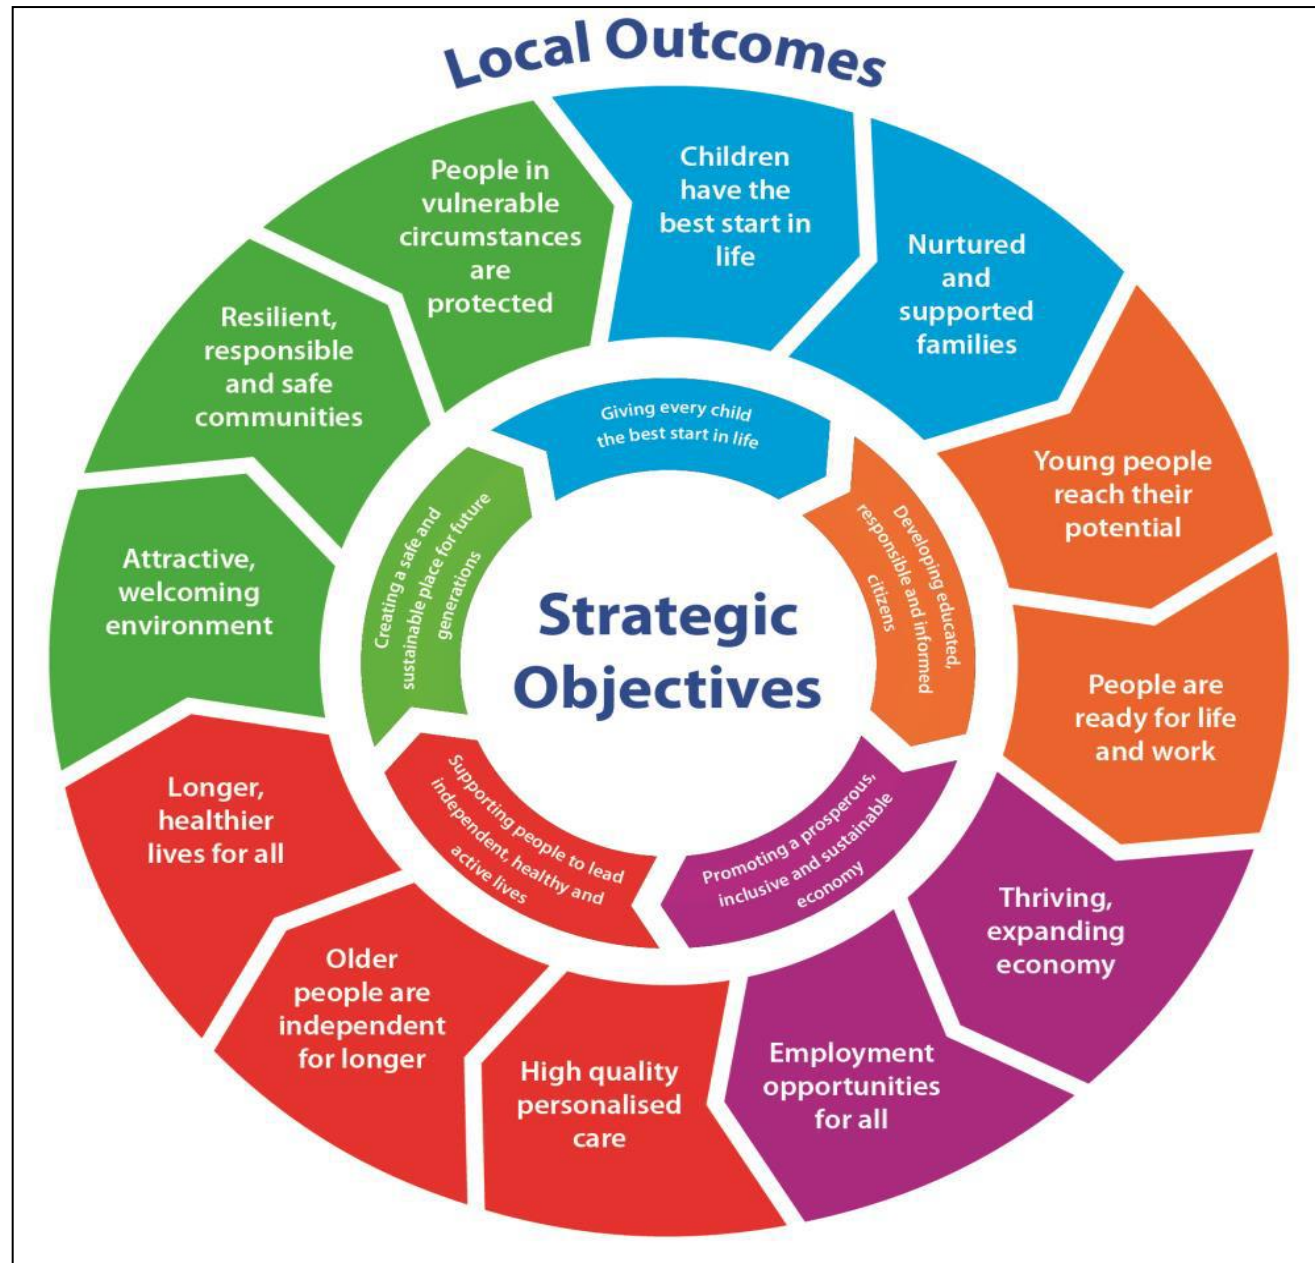 Local Outcomes
Children
have the
best start in
life
Nurtured
and
supported
families
Young people
reach their
potential
People are
ready for life
and work
Thriving,
expanding
economy
Employment
opportunities
for all
High quality
personalised
care
Older
people are
independent
for longer
Longer,
healthier
lives for all
Attractive,
welcoming
environment
Resilient,
responsible
and safe
communities
People in
vulnerable
circumstances
are
protected
Giving every child
the best start in life
Developing educated,
responsible and informed
citizens
Promoting a prosperous,
inclusive and sustainable
economy
Supporting people to lead
independent, healthy and
active lives
Creating a safe and
sustainable place for future
generations
Strategic
Objectives